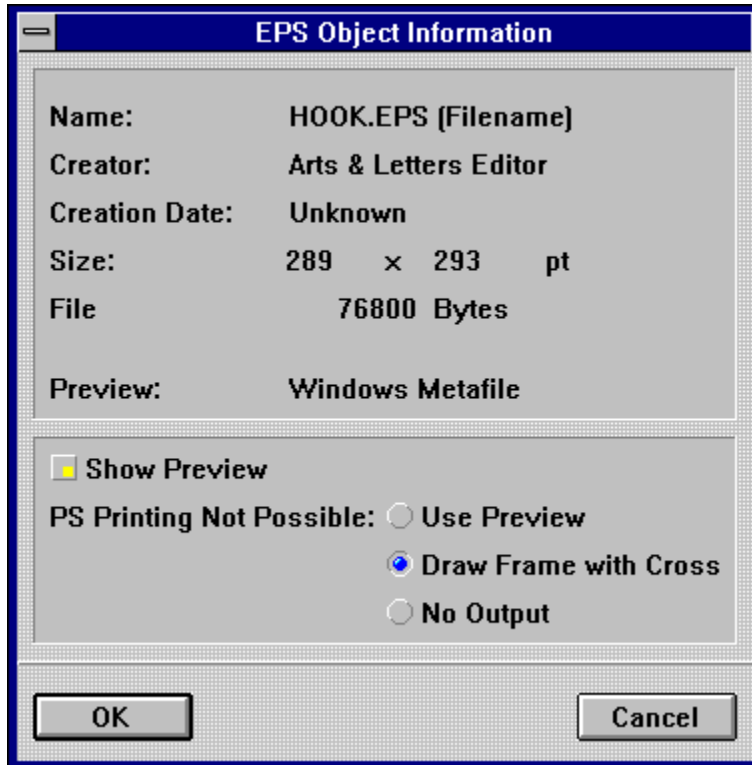 EPS Object Information
Name: HOOK.EPS (Filename)
Creator: Arts & Letters Editor
Creation Date: Unknown
Size: 289 x 293 pt
File 76800 Bytes
Preview: Windows Metafile
Show Preview
PS Printing Not Possible: Use Preview
Draw Frame with Cross
No Output
OK Cancel